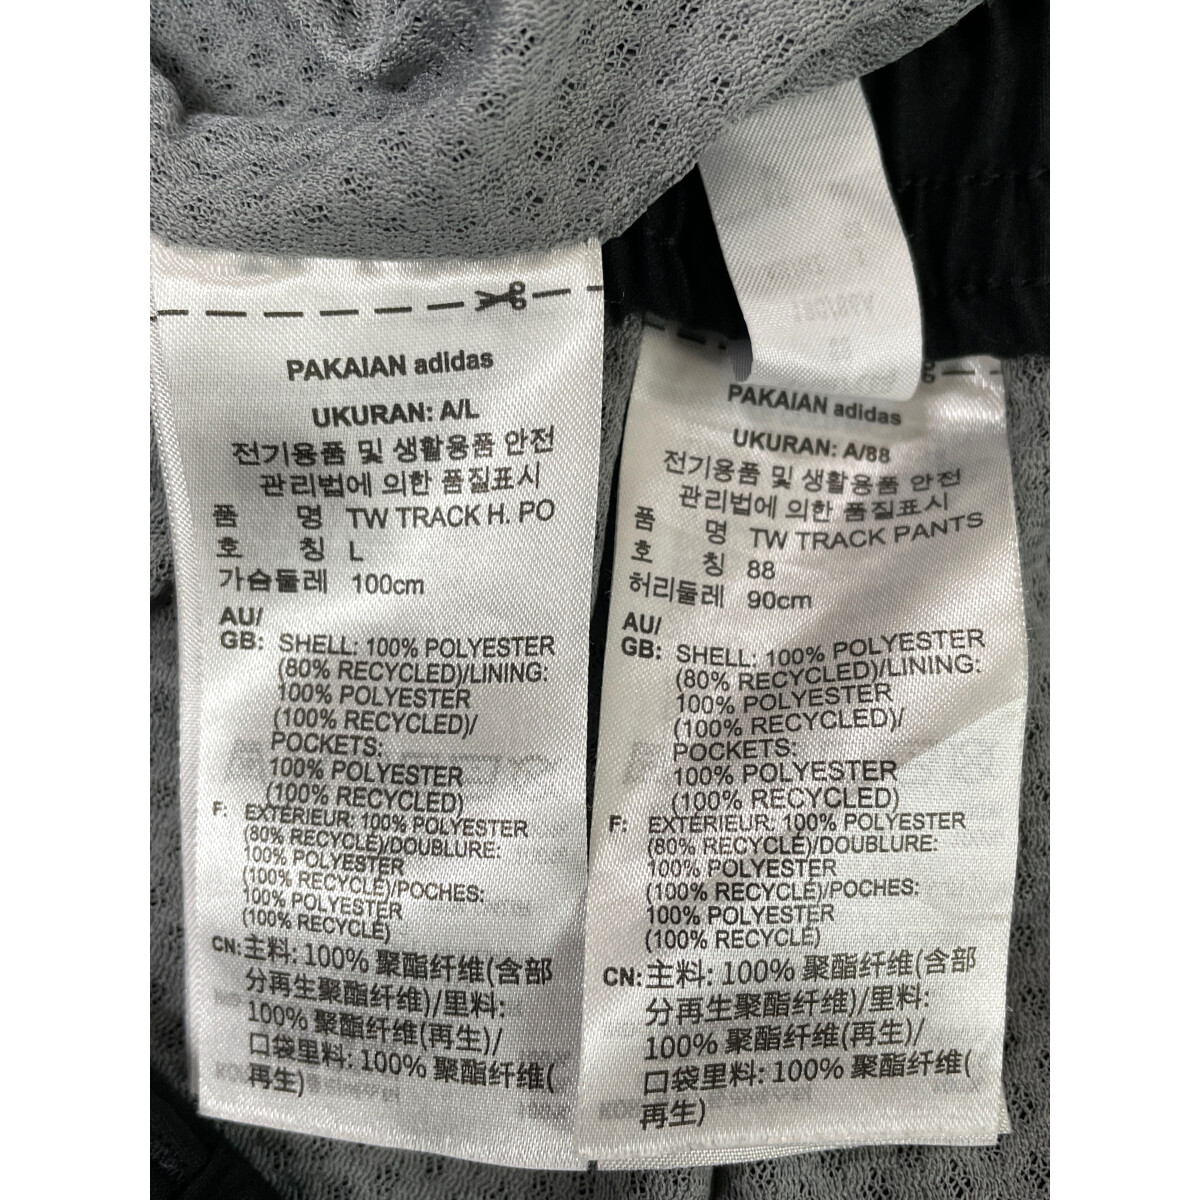 PAKAIAN adidas
UKURAN: A/L
전기용품 및 생활용품 안전
관리법에 의한 품질표시
품 명 TW TRACK H. PO
호 칭 L
가슴둘레 100cm
AU/
GB: SHELL: 100% POLYESTER
(80% RECYCLED)/LINING:
100% POLYESTER
(100% RECYCLED)/
POCKETS:
100% POLYESTER
(100% RECYCLED)
F: EXTÉRIEUR: 100% POLYESTER
(80% RECYCLÉ)/DOUBLURE:
100% POLYESTER
(100% RECYCLÉ)/POCHES:
100% POLYESTER
(100% RECYCLÉ)
CN: 主料: 100% 聚酯纤维(含部
分再生聚酯纤维)/里料:
100% 聚酯纤维(再生)/
口袋里料: 100% 聚酯纤维(
再生)
PAKAIAN adidas
UKURAN: A/88
전기용품 및 생활용품 안전
관리법에 의한 품질표시
품 명 TW TRACK PANTS
호 칭 88
허리둘레 90cm
AU/
GB: SHELL: 100% POLYESTER
(80% RECYCLED)/LINING:
100% POLYESTER
(100% RECYCLED)/
POCKETS:
100% POLYESTER
(100% RECYCLED)
F: EXTÉRIEUR: 100% POLYESTER
(80% RECYCLÉ)/DOUBLURE:
100% POLYESTER
(100% RECYCLÉ)/POCHES:
100% POLYESTER
(100% RECYCLÉ)
CN: 主料: 100% 聚酯纤维(含部
分再生聚酯纤维)/里料:
100% 聚酯纤维(再生)/
口袋里料: 100% 聚酯纤维(
再生)